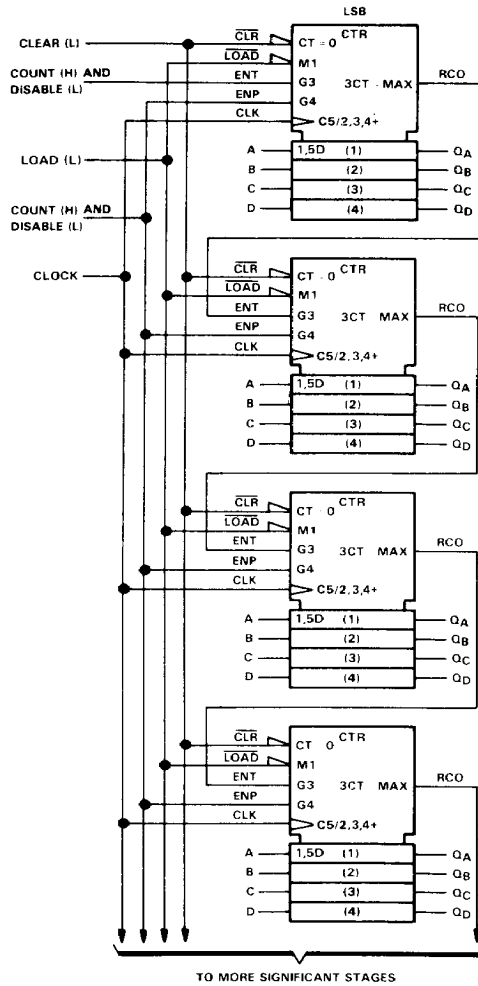 LSB
CLEAR (L)
CLR
CT = 0 CTR
LOAD
M1
COUNT (H) AND
DISABLE (L)
ENT
G3 3CT - MAX RCO
ENP
G4
CLK
C5/2,3,4+
A 1,5D (1) QA
B (2) QB
LOAD (L)
C (3) QC
D (4) QD
COUNT (H) AND
DISABLE (L)
CLOCK
CLR
CT - 0 CTR
LOAD
M1
ENT
G3 3CT MAX RCO
ENP
G4
CLK
C5/2,3,4+
A 1,5D (1) QA
B (2) QB
C (3) QC
D (4) QD
CLR
CT - 0 CTR
LOAD
M1
ENT
G3 3CT MAX RCO
ENP
G4
CLK
C5/2,3,4+
A 1,5D (1) QA
B (2) QB
C (3) QC
D (4) QD
CLR
CT 0 CTR
LOAD
M1
ENT
G3 3CT MAX RCO
ENP
G4
CLK
C5/2,3,4+
A 1,5D (1) QA
B (2) QB
C (3) QC
D (4) QD
TO MORE SIGNIFICANT STAGES